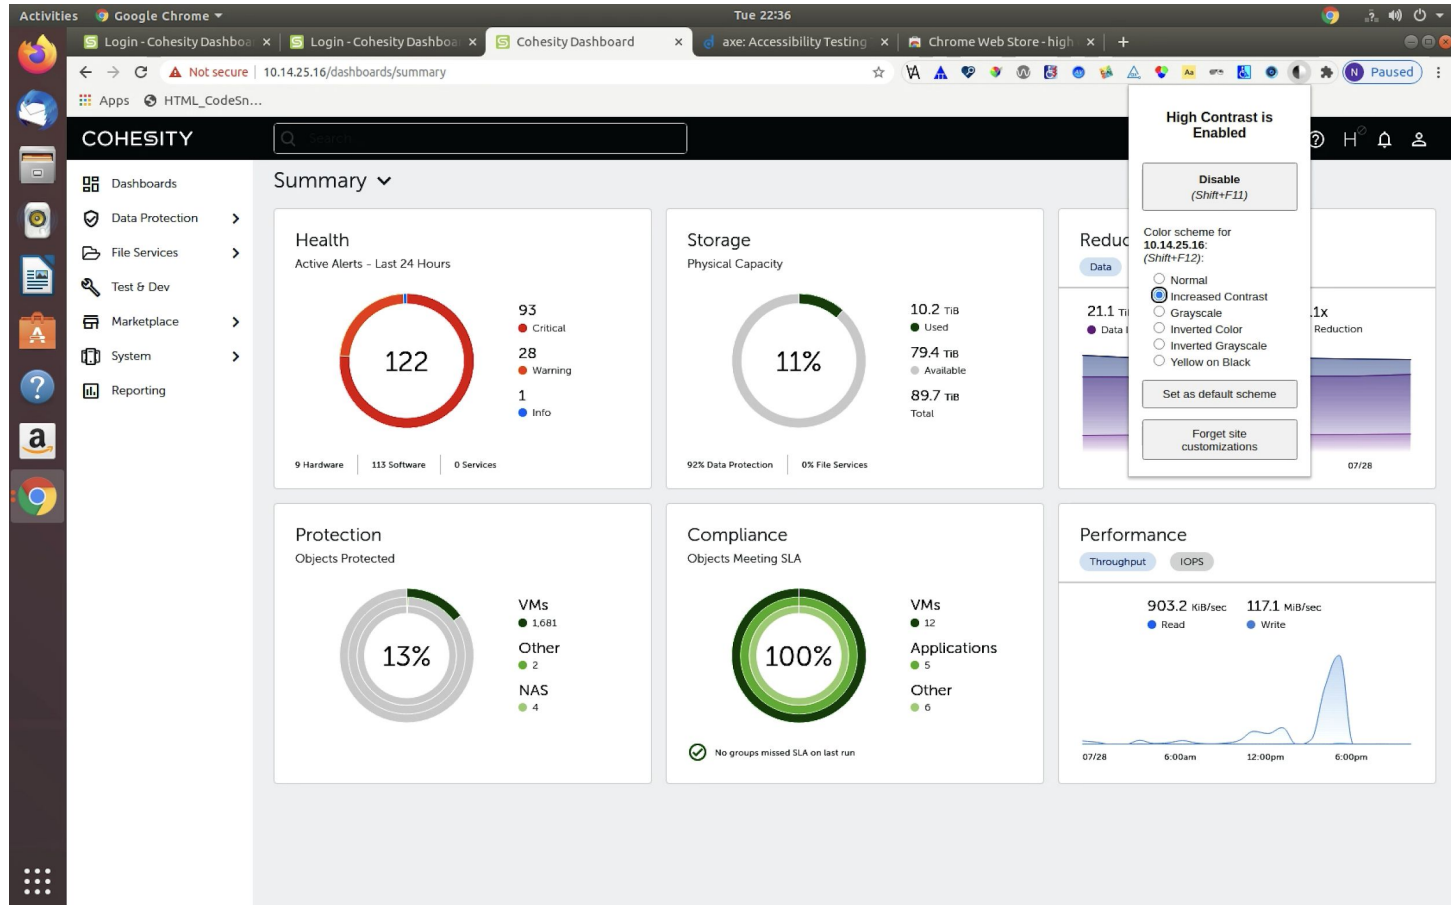 Activities Google Chrome Tue 22:36
Login - Cohesity Dashboa Login - Cohesity Dashboar Cohesity Dashboard axe: Accessibility Testing Chrome Web Store - high
Not secure 10.14.25.16/dashboards/summary Paused
Apps HTML_CodeSn...
COHESITY
Search
Dashboards
Data Protection
File Services
Test & Dev
Marketplace
System
Reporting
Summary
Health
Active Alerts - Last 24 Hours
122
93
Critical
28
Warning
1
Info
9 Hardware 113 Software 0 Services
Storage
Physical Capacity
11%
10.2 TiB
Used
79.4 TiB
Available
89.7 TiB
Total
92% Data Protection 0% File Services
Reduc
Data
21.1 Ti .1x
Data I Reduction
07/28
High Contrast is
Enabled
Disable
(Shift+F11)
Color scheme for
10.14.25.16:
(Shift+F12):
Normal
Increased Contrast
Grayscale
Inverted Color
Inverted Grayscale
Yellow on Black
Set as default scheme
Forget site
customizations
Protection
Objects Protected
13%
VMs
1,681
Other
2
NAS
4
Compliance
Objects Meeting SLA
100%
VMs
12
Applications
5
Other
6
No groups missed SLA on last run
Performance
Throughput IOPS
903.2 KiB/sec 117.1 MiB/sec
Read Write
07/28 6:00am 12:00pm 6:00pm